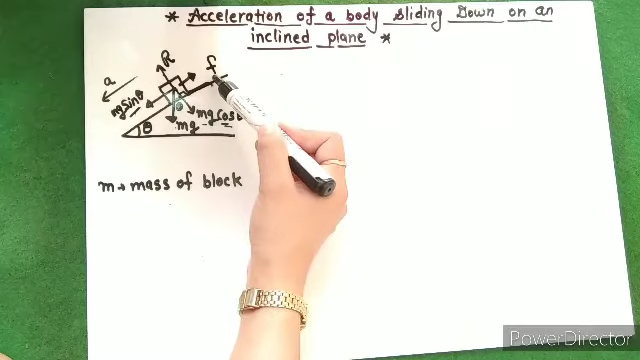 * Acceleration of a body sliding Down on an
inclined plane *
R
f
a
mg sinθ
θ
θ
mg
mg cosθ
m → mass of block
PowerDirector